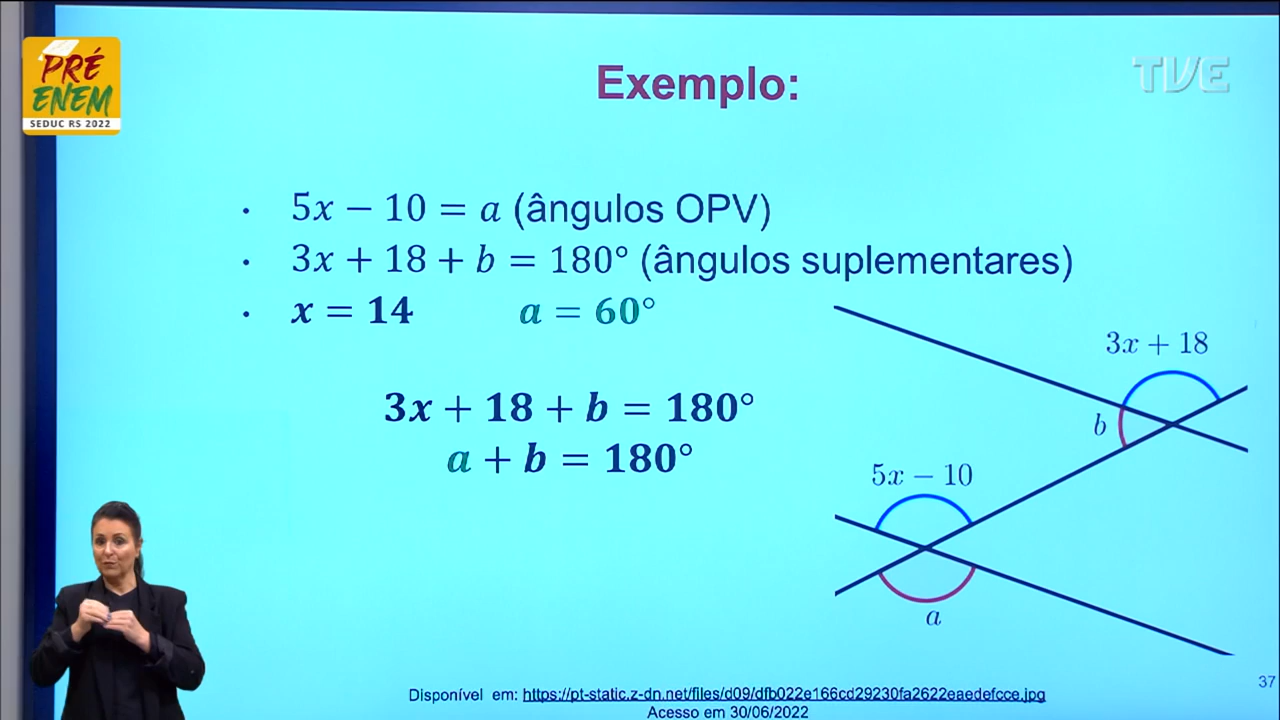 PRÉ
ENEM
SEDUC RS 2022
TVE
Exemplo:
• 5x − 10 = a (ângulos OPV)
• 3x + 18 + b = 180° (ângulos suplementares)
• x = 14 a = 60°
3x + 18 + b = 180°
a + b = 180°
3x + 18
b
5x − 10
a
Disponível em: https://pt-static.z-dn.net/files/d09/dfb022e166cd29230fa2622eaedefcce.jpg
Acesso em 30/06/2022
37